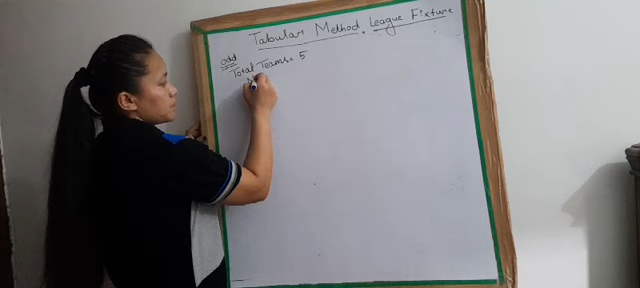 Tabular Method. League Fixture
odd
Total Teams = 5